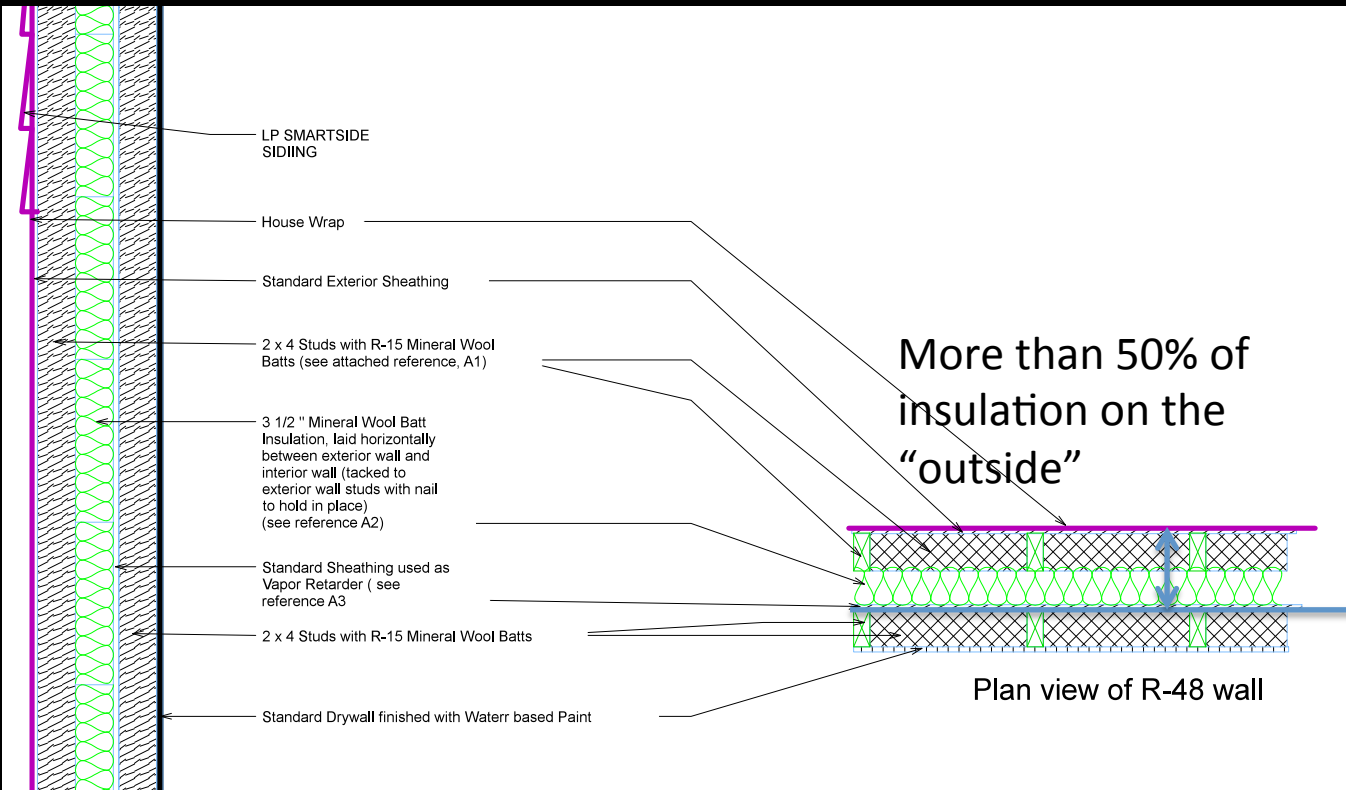 LP SMARTSIDE
SIDIING
House Wrap
Standard Exterior Sheathing
2 x 4 Studs with R-15 Mineral Wool
Batts (see attached reference, A1)
3 1/2 " Mineral Wool Batt
Insulation, laid horizontally
between exterior wall and
interior wall (tacked to
exterior wall studs with nail
to hold in place)
(see reference A2)
Standard Sheathing used as
Vapor Retarder ( see
reference A3
2 x 4 Studs with R-15 Mineral Wool Batts
Standard Drywall finished with Waterr based Paint
More than 50% of
insulation on the
“outside”
Plan view of R-48 wall